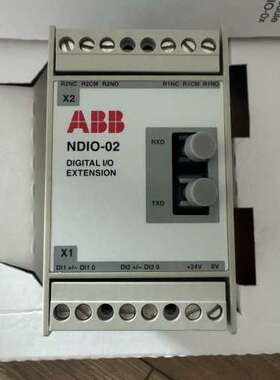 R2NC R2CM R2NO R1NC R1CM R1NO
X2
ABB
RXD
NDIO-02
DIGITAL I/O
EXTENSION
TXD
X1
DI1 +/~ DI1 0 DI2 +/~ DI2 0 +24V 0V